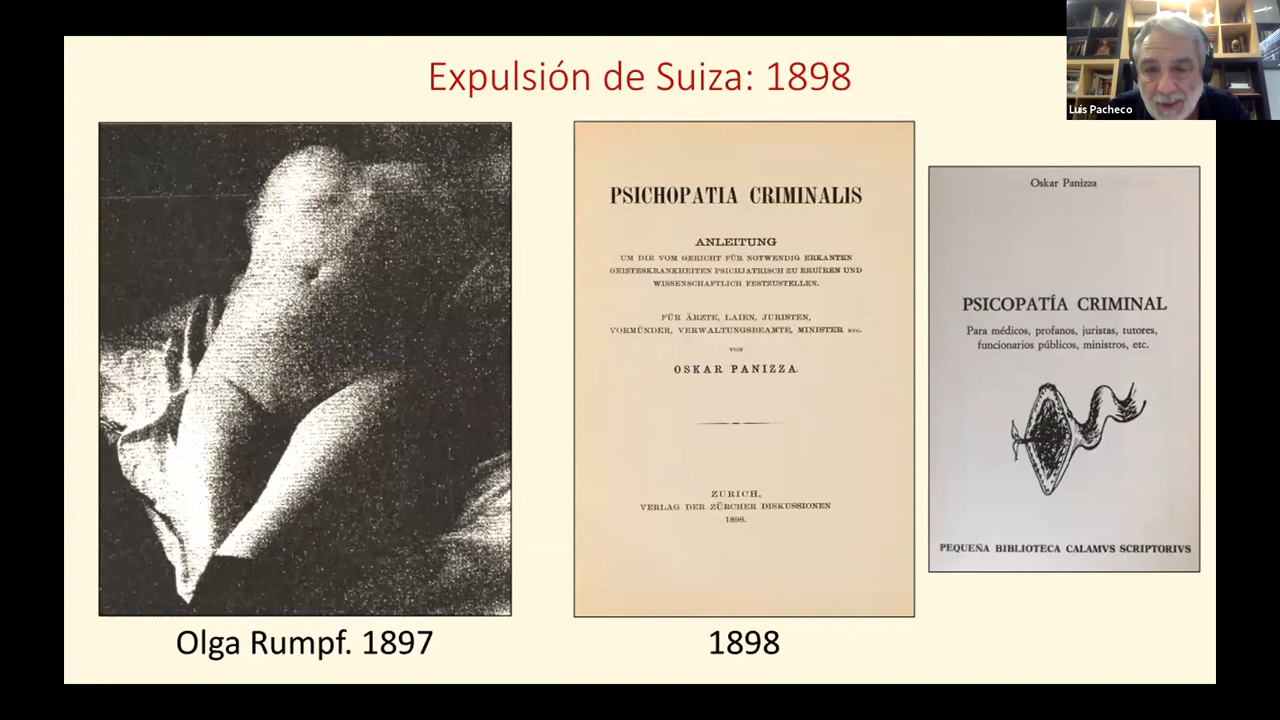 Expulsión de Suiza: 1898
Luis Pacheco
PSICHOPATIA CRIMINALIS
ANLEITUNG
UM DIE VOM GERICHT FÜR NOTWENDIG ERKANTEN
GEISTESKRANKHEITEN PSICHJATRISCH ZU ERUÏREN UND
WISSENSCHAFTLICH FESTZUSTELLEN.
FÜR ÄRZTE, LAIEN, JURISTEN,
VORMÜNDER, VERWALTUNGSBEAMTE, MINISTER ETC.
VON
OSKAR PANIZZA.
ZURICH,
VERLAG DER ZÜRCHER DISKUSSIONEN
1898.
Oskar Panizza
PSICOPATÍA CRIMINAL
Para médicos, profanos, juristas, tutores,
funcionarios públicos, ministros, etc.
PEQUEÑA BIBLIOTECA CALAMVS SCRIPTORIVS
Olga Rumpf. 1897
1898